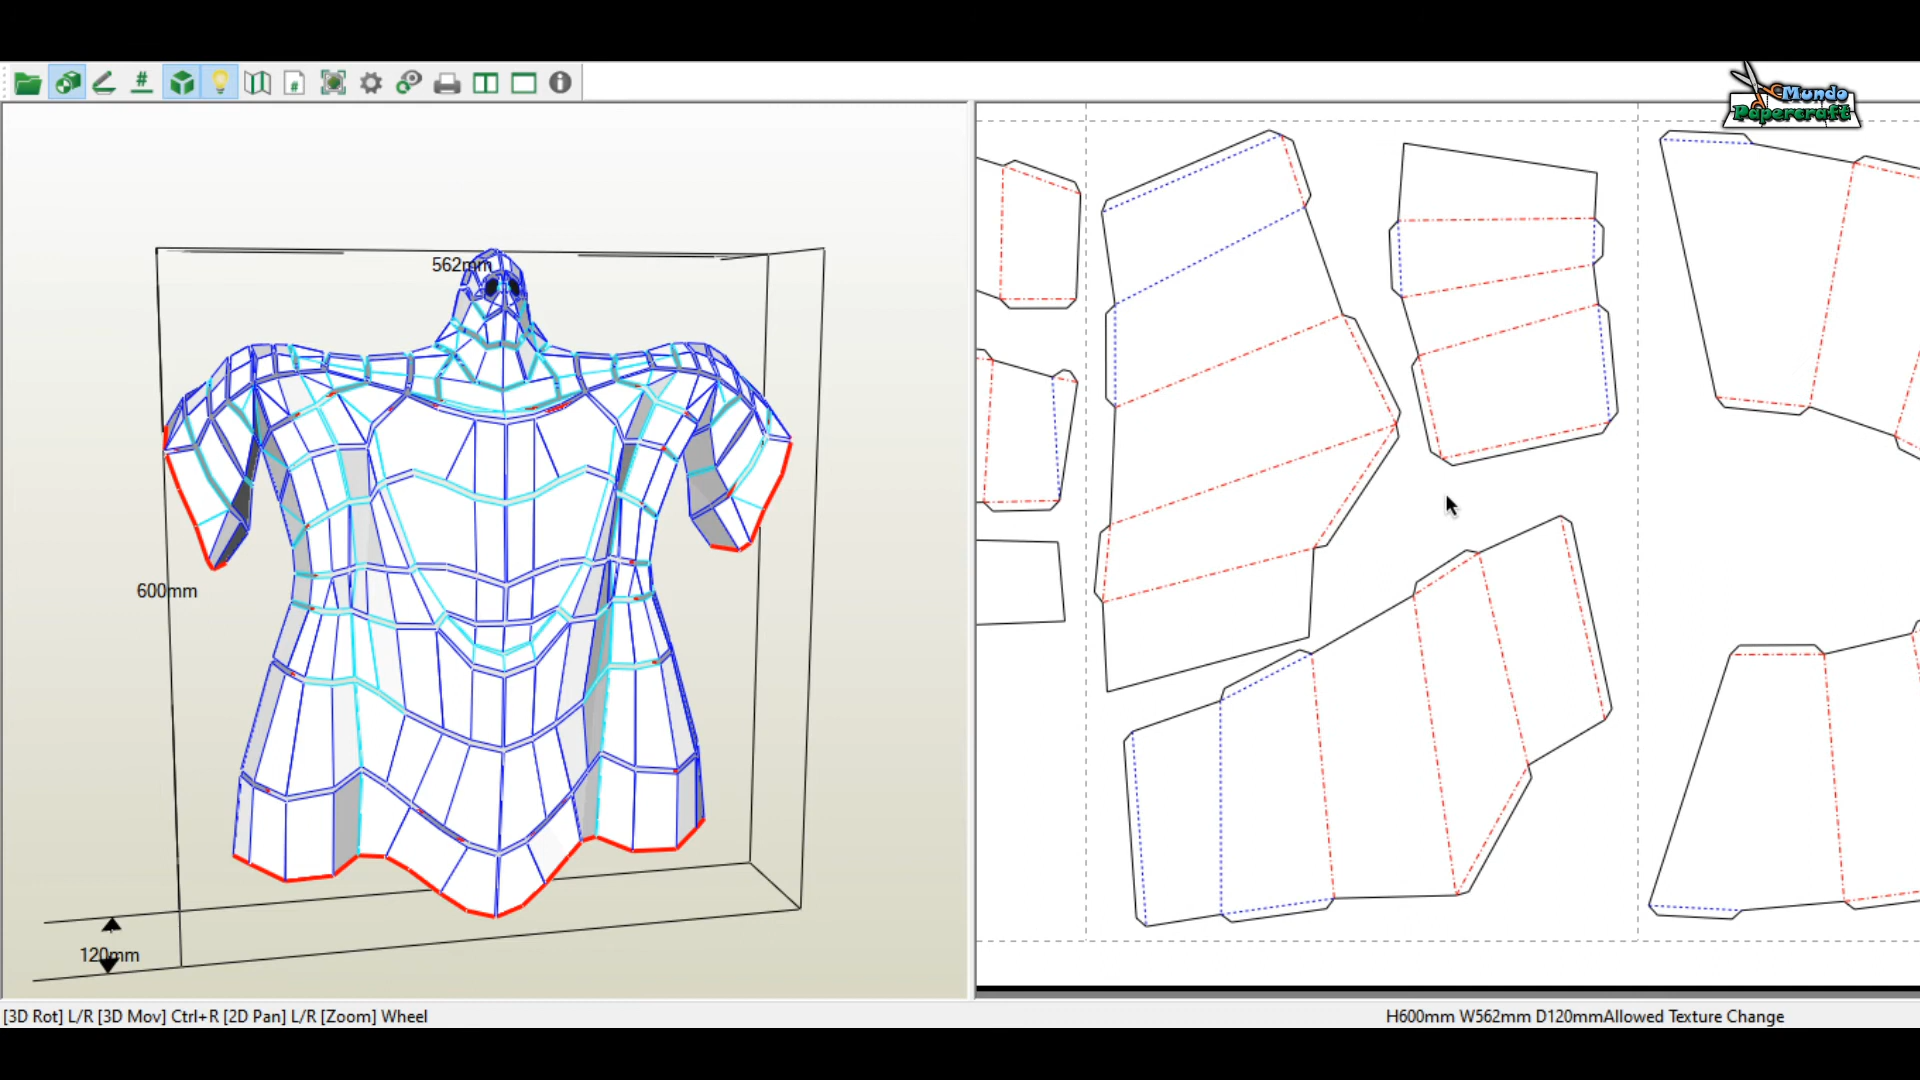 Mundo
Papercraft
562mm
600mm
120mm
[3D Rot] L/R [3D Mov] Ctrl+R [2D Pan] L/R [Zoom] Wheel
H600mm W562mm D120mmAllowed Texture Change